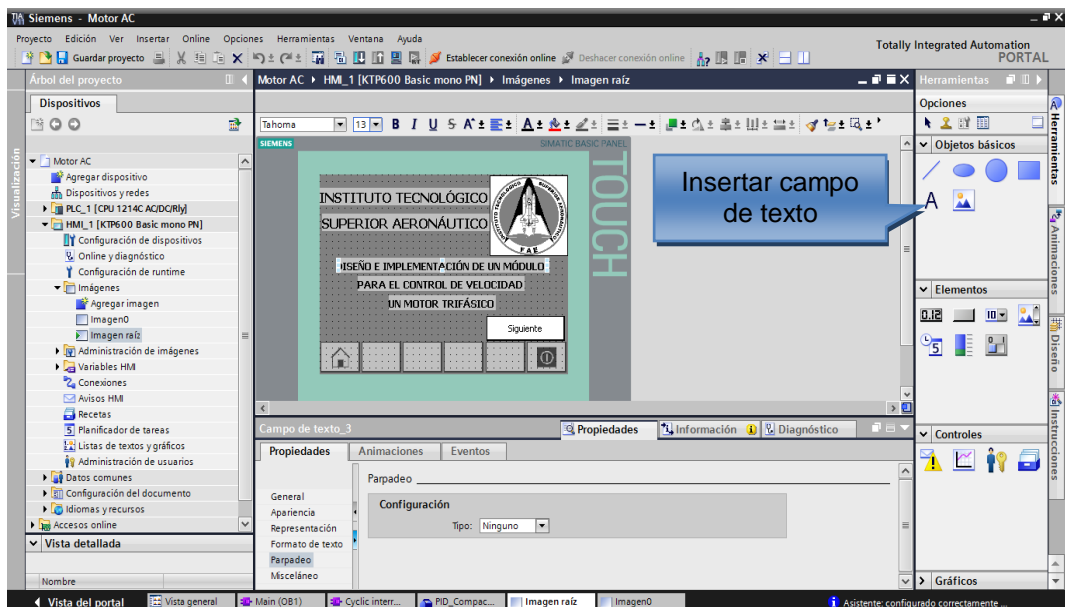 Siemens - Motor AC
Proyecto Edición Ver Insertar Online Opciones Herramientas Ventana Ayuda
Guardar proyecto
Establecer conexión online
Deshacer conexión online
Totally Integrated Automation
PORTAL
Árbol del proyecto
Motor AC HMI_1 [KTP600 Basic mono PN] Imágenes Imagen raíz
Herramientas
Dispositivos
Opciones
Visualización
Motor AC
Agregar dispositivo
Dispositivos y redes
PLC_1 [CPU 1214C AC/DC/Rly]
HMI_1 [KTP600 Basic mono PN]
Configuración de dispositivos
Online y diagnóstico
Configuración de runtime
Imágenes
Agregar imagen
Imagen0
Imagen raíz
Administración de imágenes
Variables HMI
Conexiones
Avisos HMI
Recetas
Planificador de tareas
Listas de textos y gráficos
Administración de usuarios
Datos comunes
Configuración del documento
Idiomas y recursos
Accesos online
Vista detallada
Nombre
Tahoma 13 B I U S A
SIEMENS
SIMATIC BASIC PANEL
TOUCH
INSTITUTO TECNOLÓGICO
SUPERIOR AERONÁUTICO
FAE
DISEÑO E IMPLEMENTACIÓN DE UN MÓDULO
PARA EL CONTROL DE VELOCIDAD
UN MOTOR TRIFÁSICO
Siguiente
Insertar campo
de texto
Campo de texto_3
Propiedades
Información
Diagnóstico
Propiedades Animaciones Eventos
General
Apariencia
Representación
Formato de texto
Parpadeo
Misceláneo
Parpadeo
Configuración
Tipo: Ninguno
Objetos básicos
A
Elementos
0.12
10
5
0 1
Controles
Gráficos
Herramientas
Animaciones
Diseño
Instrucciones
Vista del portal
Vista general
Main (OB1)
Cyclic interr...
PID_Compac...
Imagen raíz
Imagen0
Asistente: configurado correctamente ...